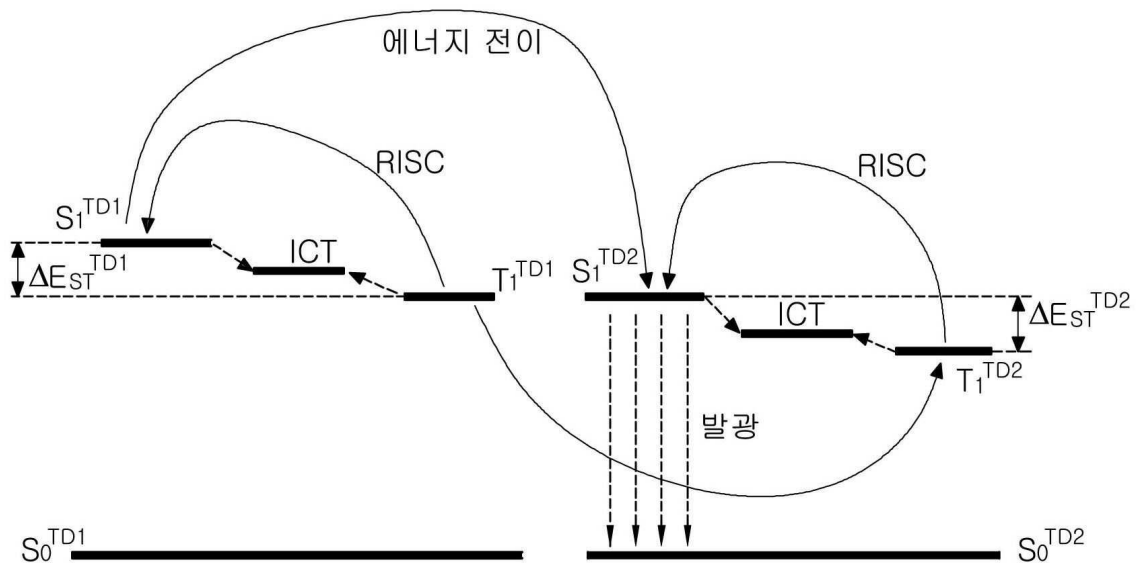 에너지 전이
RISC
RISC
S₁ᵀᴰ¹
ICT
ΔESTᵀᴰ¹
T₁ᵀᴰ¹
S₁ᵀᴰ²
ICT
ΔESTᵀᴰ²
T₁ᵀᴰ²
발광
S₀ᵀᴰ¹
S₀ᵀᴰ²